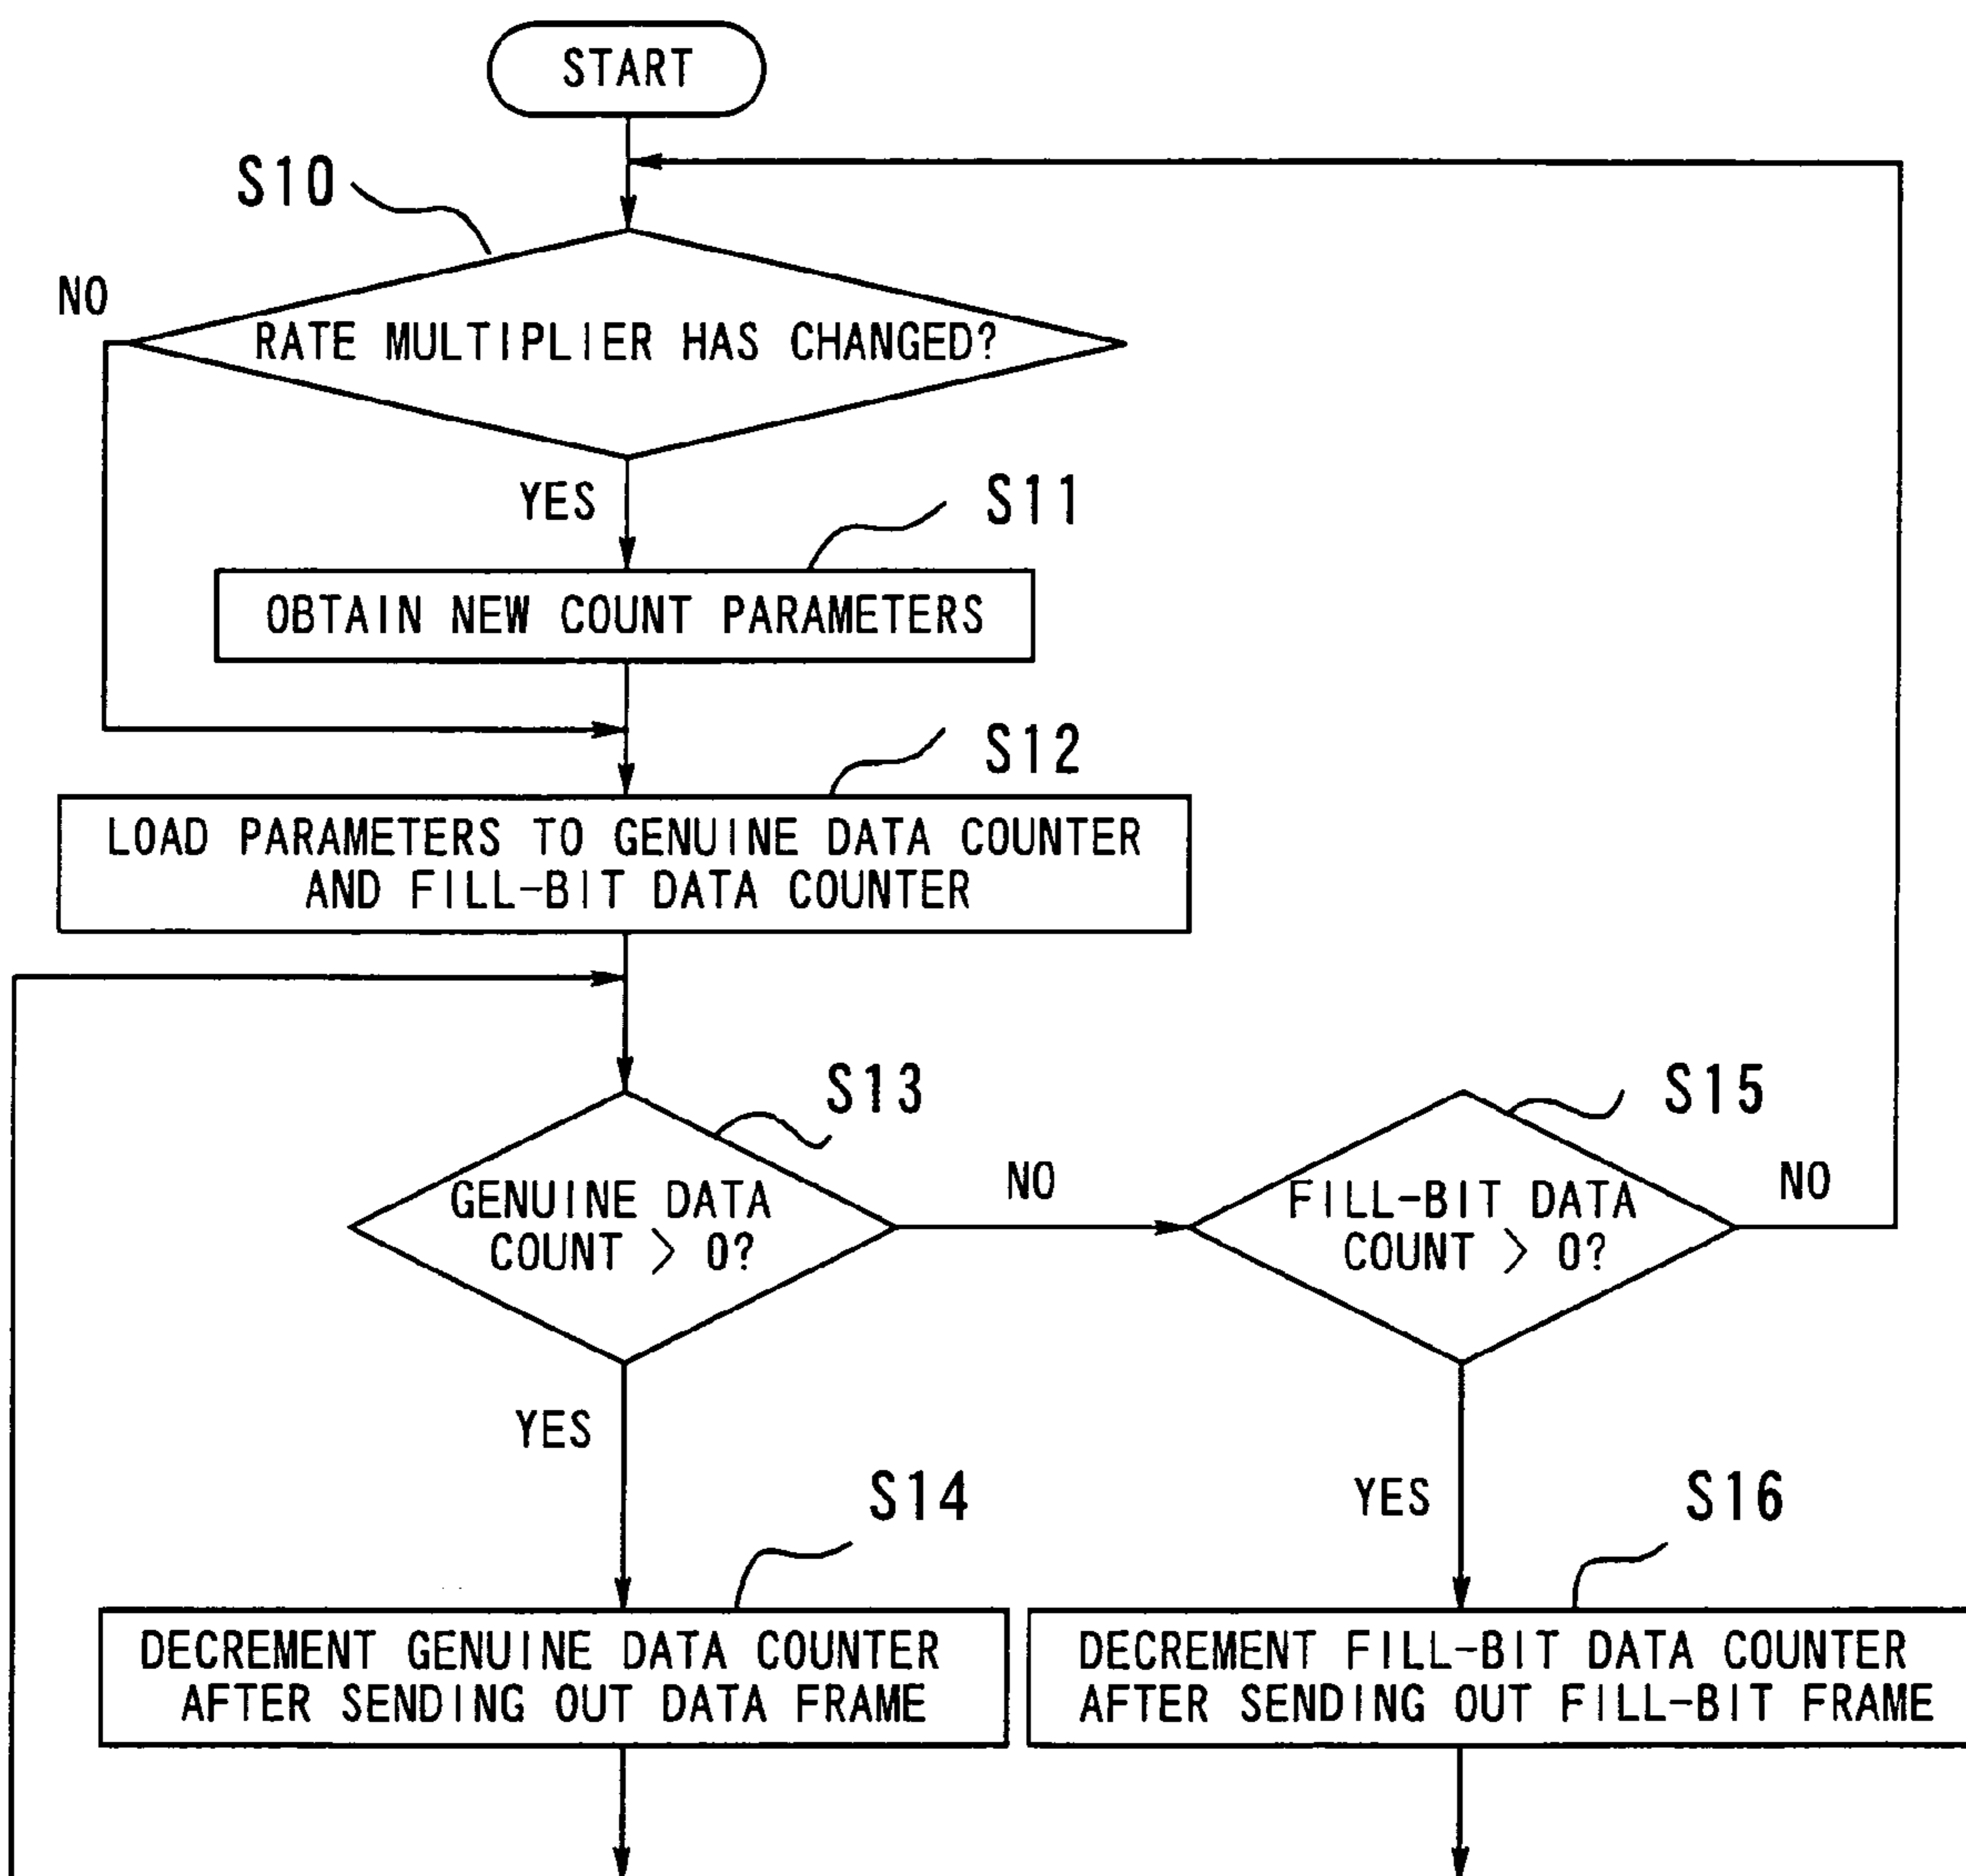 START
S10
NO
RATE MULTIPLIER HAS CHANGED?
YES
S11
OBTAIN NEW COUNT PARAMETERS
S12
LOAD PARAMETERS TO GENUINE DATA COUNTER
AND FILL-BIT DATA COUNTER
S13
S15
GENUINE DATA
COUNT > 0?
NO
FILL-BIT DATA
COUNT > 0?
NO
YES
YES
S14
S16
DECREMENT GENUINE DATA COUNTER
AFTER SENDING OUT DATA FRAME
DECREMENT FILL-BIT DATA COUNTER
AFTER SENDING OUT FILL-BIT FRAME